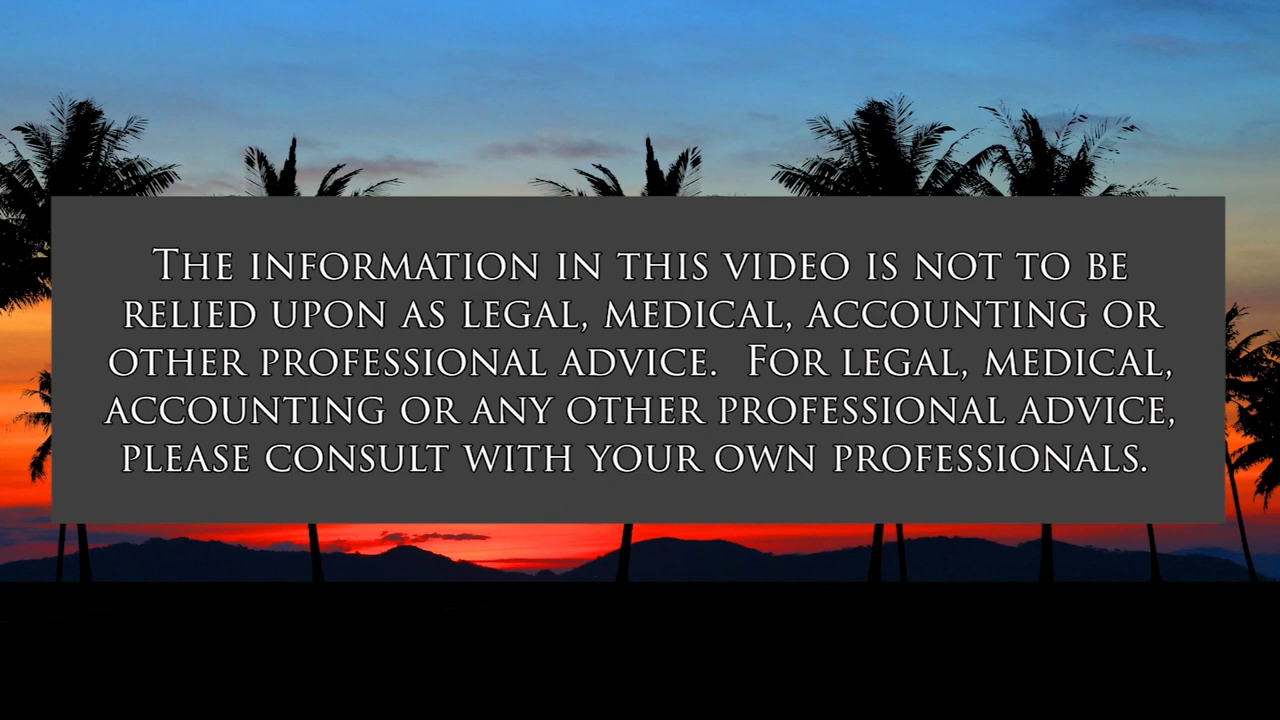 The information in this video is not to be
relied upon as legal, medical, accounting or
other professional advice.  For legal, medical,
accounting or any other professional advice,
please consult with your own professionals.